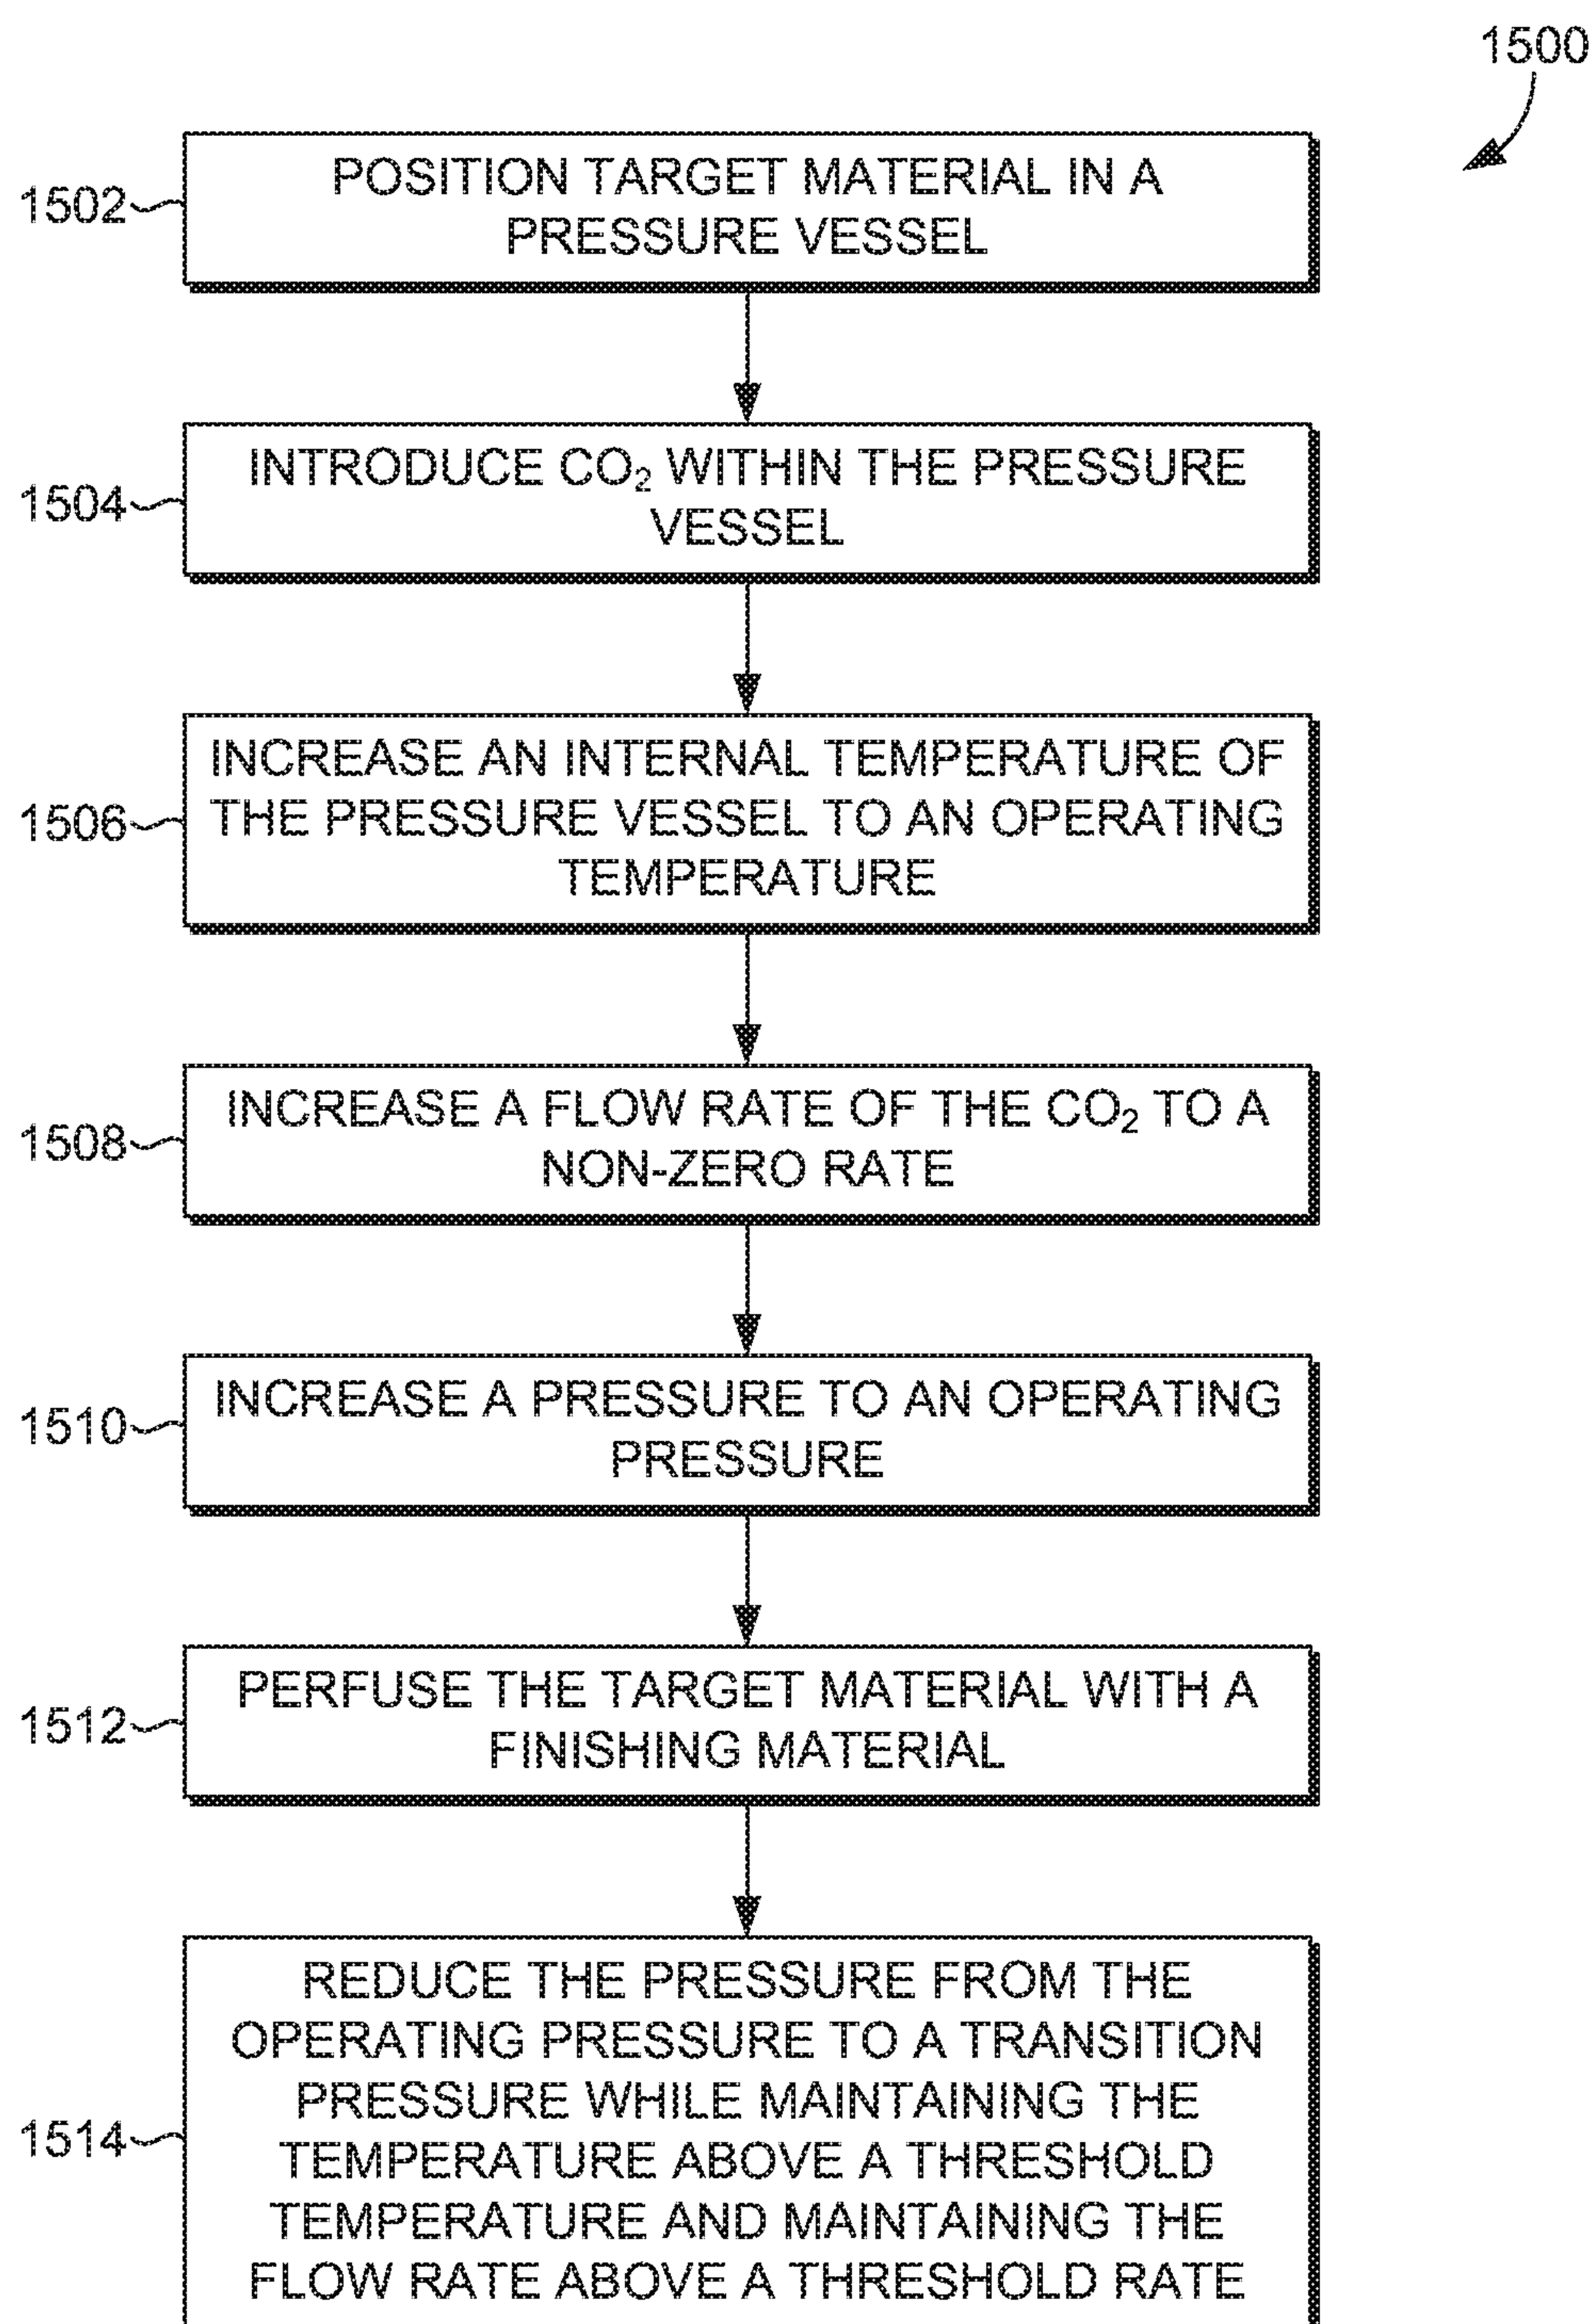 1500
1502
POSITION TARGET MATERIAL IN A
PRESSURE VESSEL
1504
INTRODUCE CO₂ WITHIN THE PRESSURE
VESSEL
1506
INCREASE AN INTERNAL TEMPERATURE OF
THE PRESSURE VESSEL TO AN OPERATING
TEMPERATURE
1508
INCREASE A FLOW RATE OF THE CO₂ TO A
NON-ZERO RATE
1510
INCREASE A PRESSURE TO AN OPERATING
PRESSURE
1512
PERFUSE THE TARGET MATERIAL WITH A
FINISHING MATERIAL
1514
REDUCE THE PRESSURE FROM THE
OPERATING PRESSURE TO A TRANSITION
PRESSURE WHILE MAINTAINING THE
TEMPERATURE ABOVE A THRESHOLD
TEMPERATURE AND MAINTAINING THE
FLOW RATE ABOVE A THRESHOLD RATE